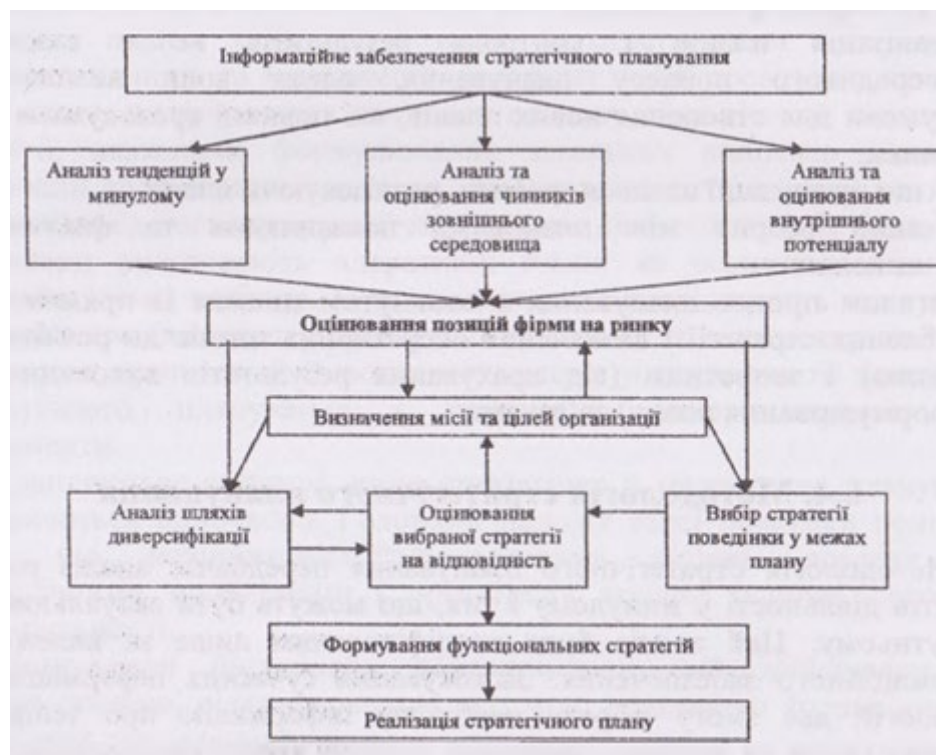 Інформаційне забезпечення стратегічного планування
Аналіз тенденцій у
минулому
Аналіз та
оцінювання чинників
зовнішнього
середовища
Аналіз та
оцінювання
внутрішнього
потенціалу
Оцінювання позицій фірми на ринку
Визначення місії та цілей організації
Аналіз шляхів
диверсифікації
Оцінювання
вибраної стратегії
на відповідність
Вибір стратегії
поведінки у межах
плану
Формування функціональних стратегій
Реалізація стратегічного плану